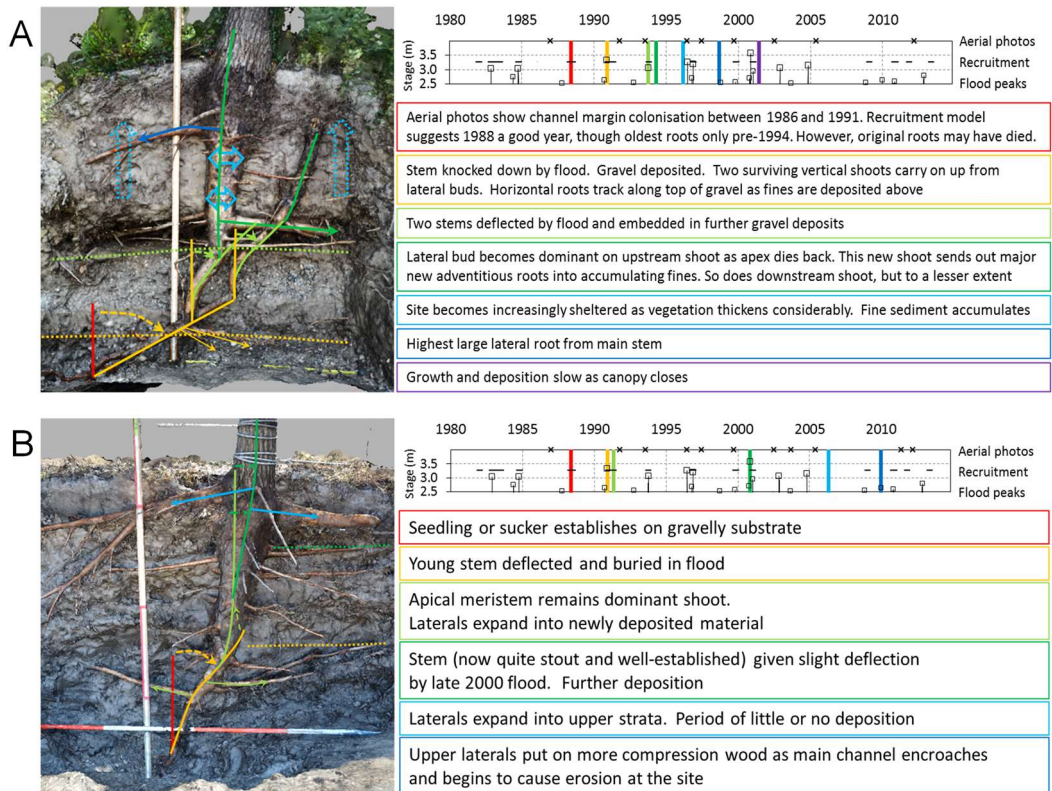 A
1980 1985 1990 1995 2000 2005 2010
Aerial photos
3.5
Recruitment
3.0
2.5
Flood peaks
Stage (m)
Aerial photos show channel margin colonisation between 1986 and 1991. Recruitment model
suggests 1988 a good year, though oldest roots only pre-1994. However, original roots may have died.
Stem knocked down by flood. Gravel deposited. Two surviving vertical shoots carry on up from
lateral buds. Horizontal roots track along top of gravel as fines are deposited above
Two stems deflected by flood and embedded in further gravel deposits
Lateral bud becomes dominant on upstream shoot as apex dies back. This new shoot sends out major
new adventitious roots into accumulating fines. So does downstream shoot, but to a lesser extent
Site becomes increasingly sheltered as vegetation thickens considerably. Fine sediment accumulates
Highest large lateral root from main stem
Growth and deposition slow as canopy closes
B
1980 1985 1990 1995 2000 2005 2010
Aerial photos
3.5
Recruitment
3.0
2.5
Flood peaks
Stage (m)
Seedling or sucker establishes on gravelly substrate
Young stem deflected and buried in flood
Apical meristem remains dominant shoot.
Laterals expand into newly deposited material
Stem (now quite stout and well-established) given slight deflection
by late 2000 flood. Further deposition
Laterals expand into upper strata. Period of little or no deposition
Upper laterals put on more compression wood as main channel encroaches
and begins to cause erosion at the site